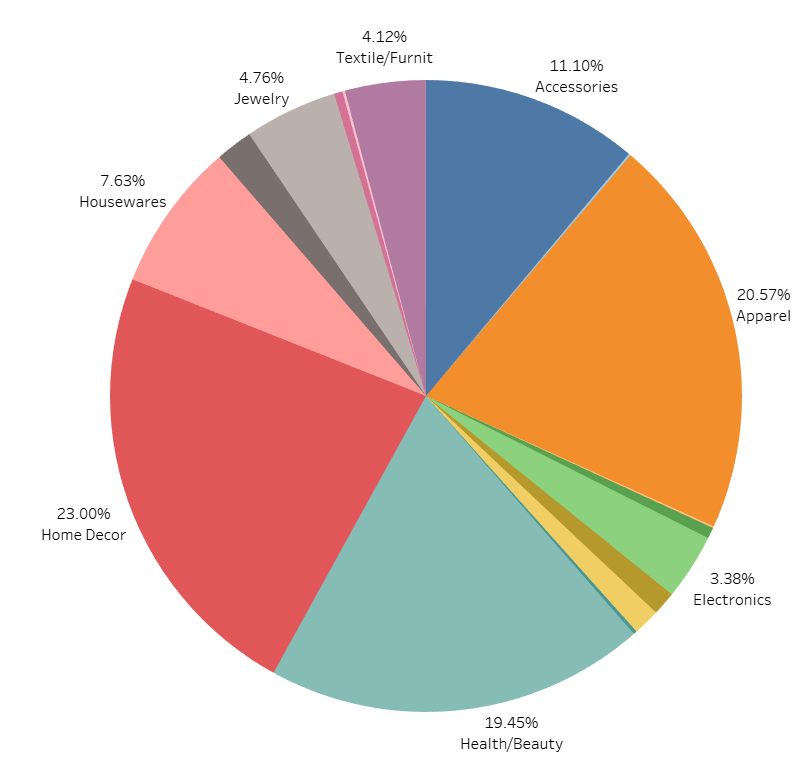 4.12%
Textile/Furnit
11.10%
Accessories
4.76%
Jewelry
7.63%
Housewares
20.57%
Apparel
23.00%
Home Decor
3.38%
Electronics
19.45%
Health/Beauty